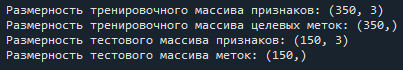 Размерность тренировочного массива признаков: (350, 3)
Размерность тренировочного массива целевых меток: (350,)
Размерность тестового массива признаков: (150, 3)
Размерность тестового массива меток: (150,)